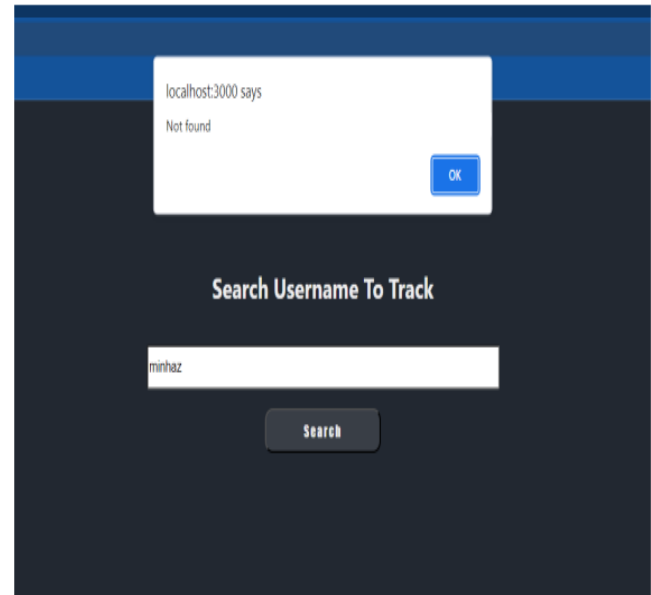 localhost:3000 says
Not found
OK
Search Username To Track
minhaz
Search